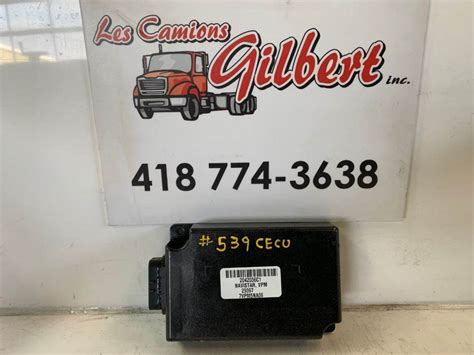 Les Camions
Gilbert
inc.
418 774-3638
#539 CECU
NAVISTAR, VPM